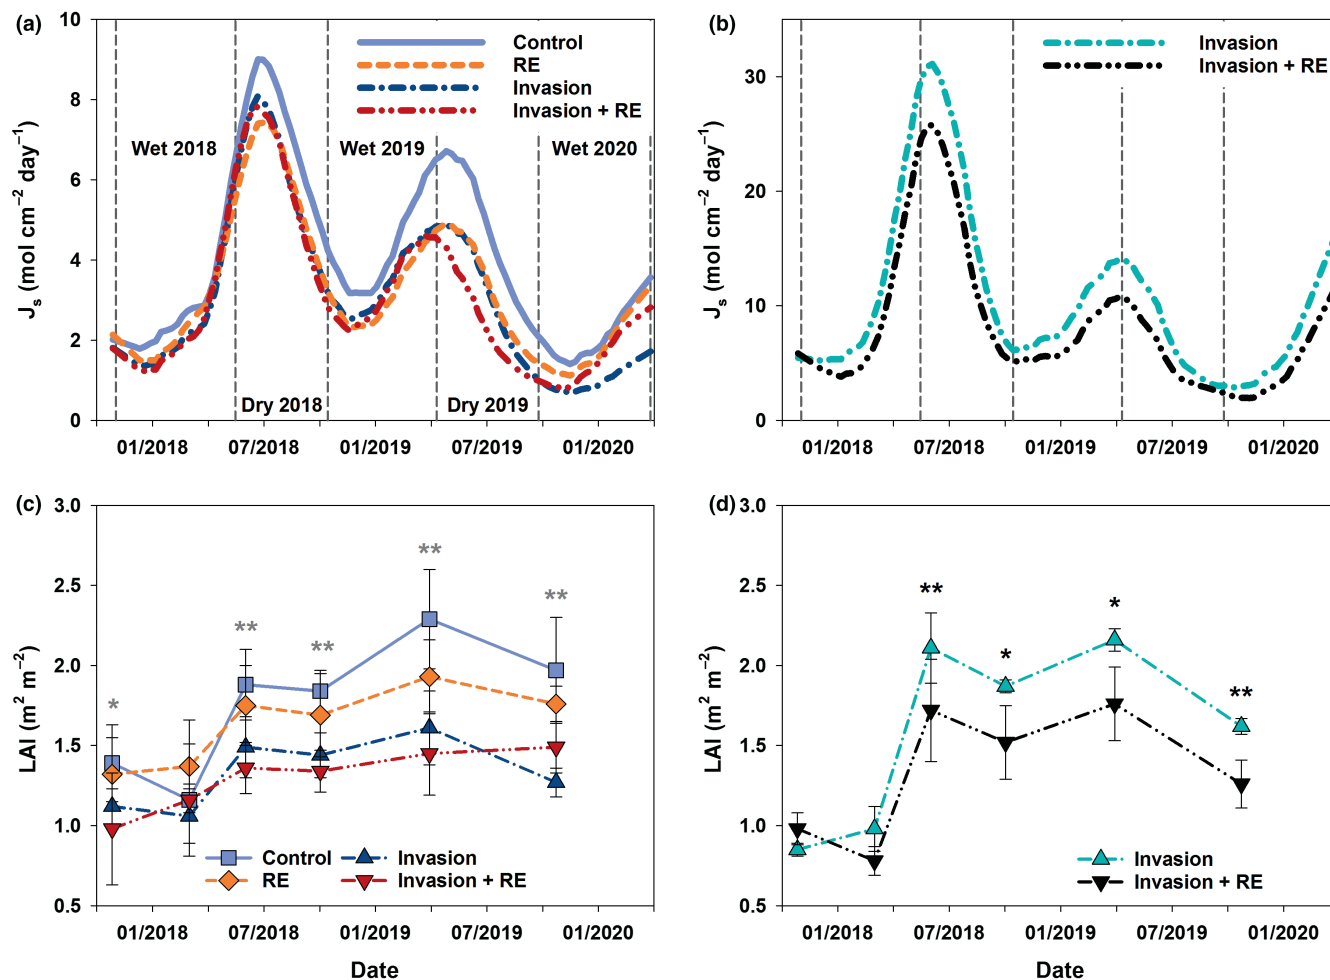 (a)
10
8
6
4
2
0
J_s (mol cm⁻² day⁻¹)
Control
RE
Invasion
Invasion + RE
Wet 2018
Wet 2019
Wet 2020
Dry 2018
Dry 2019
01/2018
07/2018
01/2019
07/2019
01/2020
(b)
30
20
10
0
J_s (mol cm⁻² day⁻¹)
Invasion
Invasion + RE
01/2018
07/2018
01/2019
07/2019
01/2020
(c)
3.0
2.5
2.0
1.5
1.0
0.5
LAI (m² m⁻²)
*
**
**
**
**
Control
RE
Invasion
Invasion + RE
01/2018
07/2018
01/2019
07/2019
01/2020
Date
(d)
3.0
2.5
2.0
1.5
1.0
0.5
LAI (m² m⁻²)
**
*
*
**
Invasion
Invasion + RE
01/2018
07/2018
01/2019
07/2019
01/2020
Date